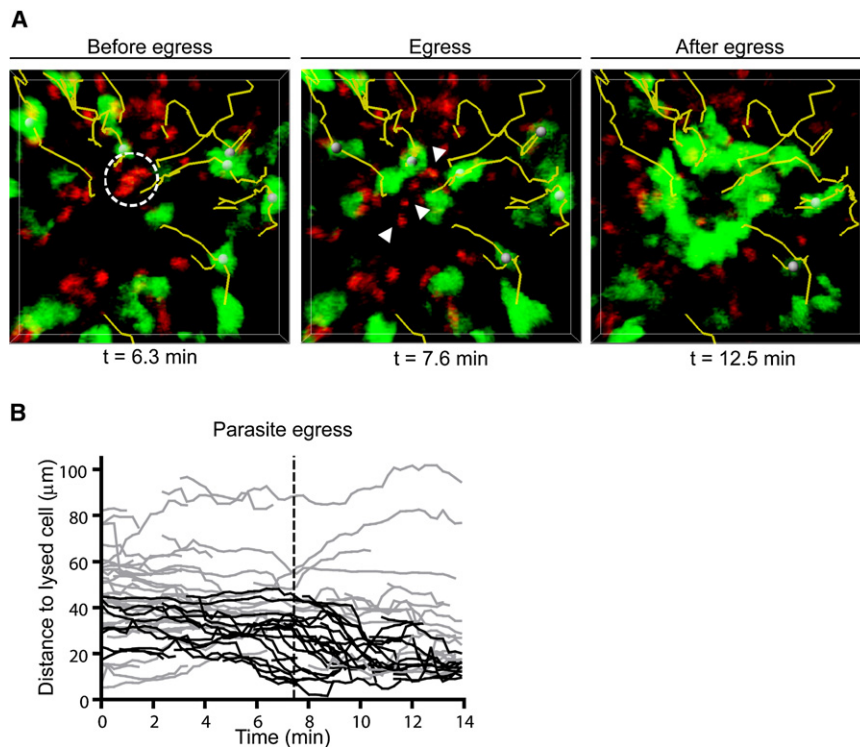 A
Before egress
Egress
After egress
t = 6.3 min
t = 7.6 min
t = 12.5 min
B
Parasite egress
Distance to lysed cell (μm)
100
80
60
40
20
0
0 2 4 6 8 10 12 14
Time (min)